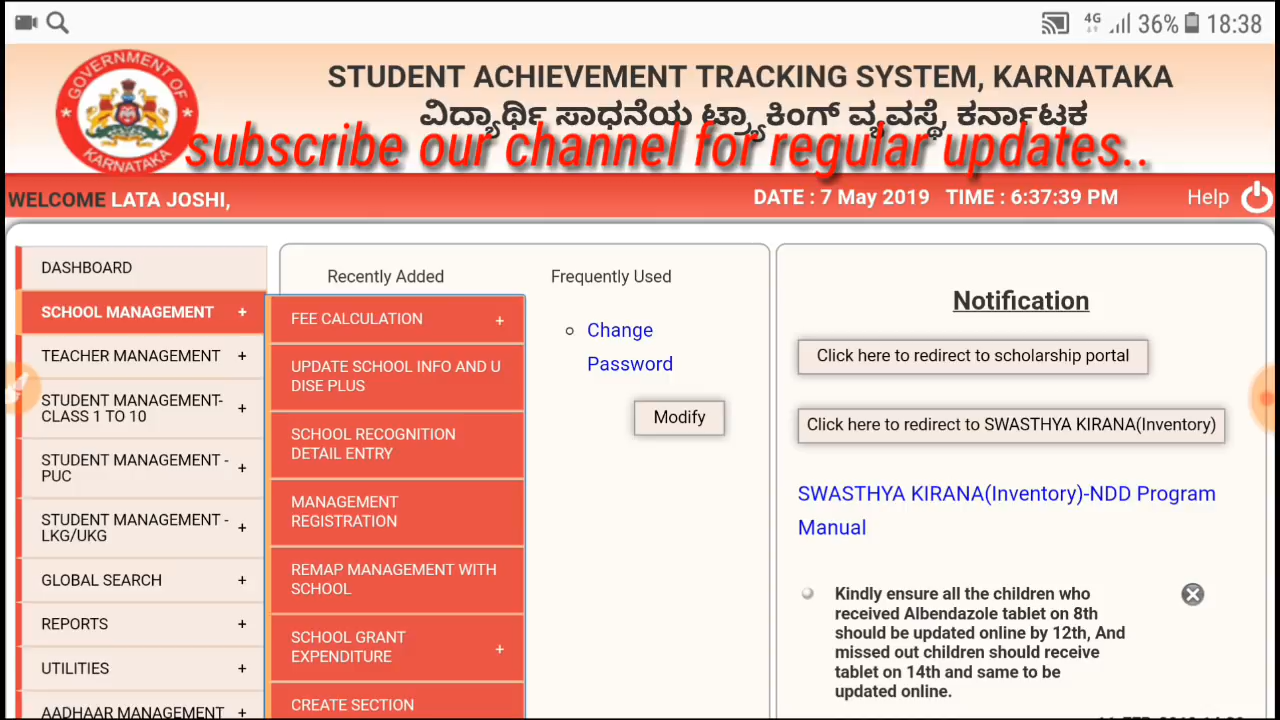 4G 36% 18:38
GOVERNMENT OF KARNATAKA
STUDENT ACHIEVEMENT TRACKING SYSTEM, KARNATAKA
ವಿದ್ಯಾರ್ಥಿ ಸಾಧನೆಯ ಟ್ರ್ಯಾಕಿಂಗ್ ವ್ಯವಸ್ಥೆ, ಕರ್ನಾಟಕ
subscribe our channel for regular updates..
WELCOME LATA JOSHI,
DATE : 7 May 2019 TIME : 6:37:39 PM Help
DASHBOARD
SCHOOL MANAGEMENT +
TEACHER MANAGEMENT +
STUDENT MANAGEMENT-
CLASS 1 TO 10 +
STUDENT MANAGEMENT -
PUC +
STUDENT MANAGEMENT -
LKG/UKG +
GLOBAL SEARCH +
REPORTS +
UTILITIES +
AADHAAR MANAGEMENT +
Recently Added
FEE CALCULATION +
UPDATE SCHOOL INFO AND U
DISE PLUS
SCHOOL RECOGNITION
DETAIL ENTRY
MANAGEMENT
REGISTRATION
REMAP MANAGEMENT WITH
SCHOOL
SCHOOL GRANT
EXPENDITURE +
CREATE SECTION
Frequently Used
Change
Password
Modify
Notification
Click here to redirect to scholarship portal
Click here to redirect to SWASTHYA KIRANA(Inventory)
SWASTHYA KIRANA(Inventory)-NDD Program
Manual
Kindly ensure all the children who
received Albendazole tablet on 8th
should be updated online by 12th, And
missed out children should receive
tablet on 14th and same to be
updated online.